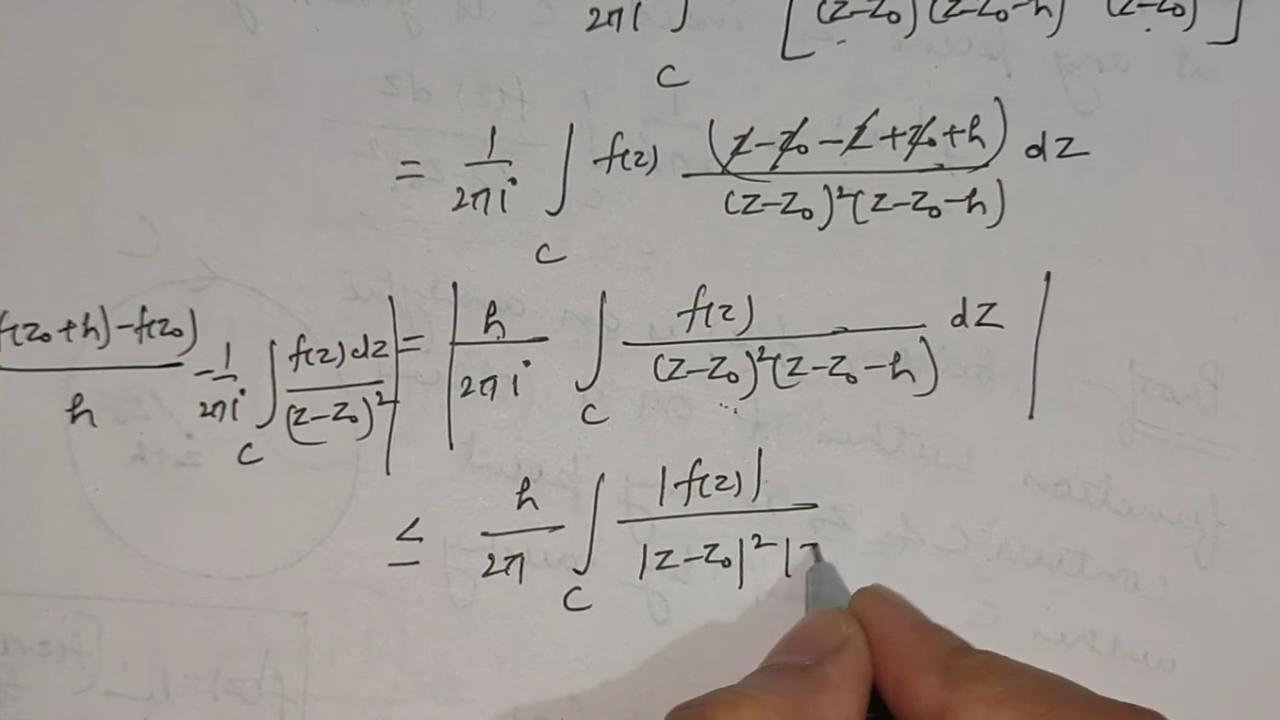 2πi ∫_C [(z-z₀)(z-z₀-h) (z-z₀)]
= 1/2πi ∫_C f(z) (z-z₀-z+z₀+h)/(z-z₀)²(z-z₀-h) dz
f(z₀+h)-f(z₀)/h - 1/2πi ∫_C f(z)dz/(z-z₀)² | = | h/2πi ∫_C f(z)/(z-z₀)²(z-z₀-h) dz |
≤ h/2π ∫_C |f(z)|/|z-z₀|² |z